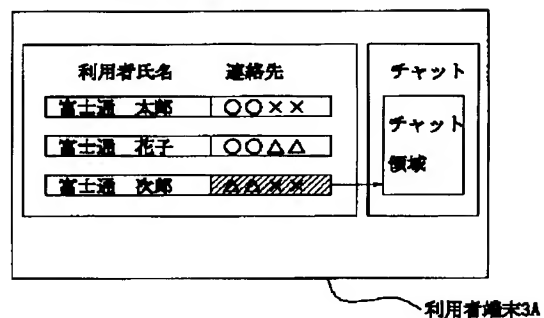 利用者氏名 連絡先 チャット
富士通 太郎 ○○××
富士通 花子 ○○△△
富士通 次郎 △△××
チャット
領域
利用者端末3A